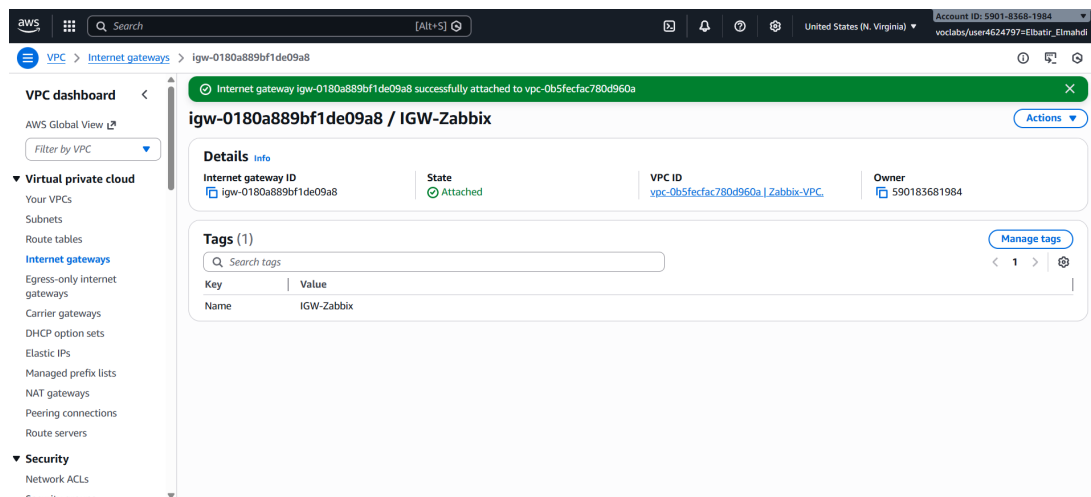 aws
Search
[Alt+S]
United States (N. Virginia)
Account ID: 5901-8368-1984
voclabs/user4624797=Elbatir_Elmahdi
VPC > Internet gateways > igw-0180a889bf1de09a8
VPC dashboard
AWS Global View
Filter by VPC
Virtual private cloud
Your VPCs
Subnets
Route tables
Internet gateways
Egress-only internet
gateways
Carrier gateways
DHCP option sets
Elastic IPs
Managed prefix lists
NAT gateways
Peering connections
Route servers
Security
Network ACLs
Internet gateway igw-0180a889bf1de09a8 successfully attached to vpc-0b5fecfac780d960a
igw-0180a889bf1de09a8 / IGW-Zabbix
Actions
Details Info
Internet gateway ID
igw-0180a889bf1de09a8
State
Attached
VPC ID
vpc-0b5fecfac780d960a | Zabbix-VPC.
Owner
590183681984
Tags (1)
Manage tags
Search tags
1
Key Value
Name IGW-Zabbix